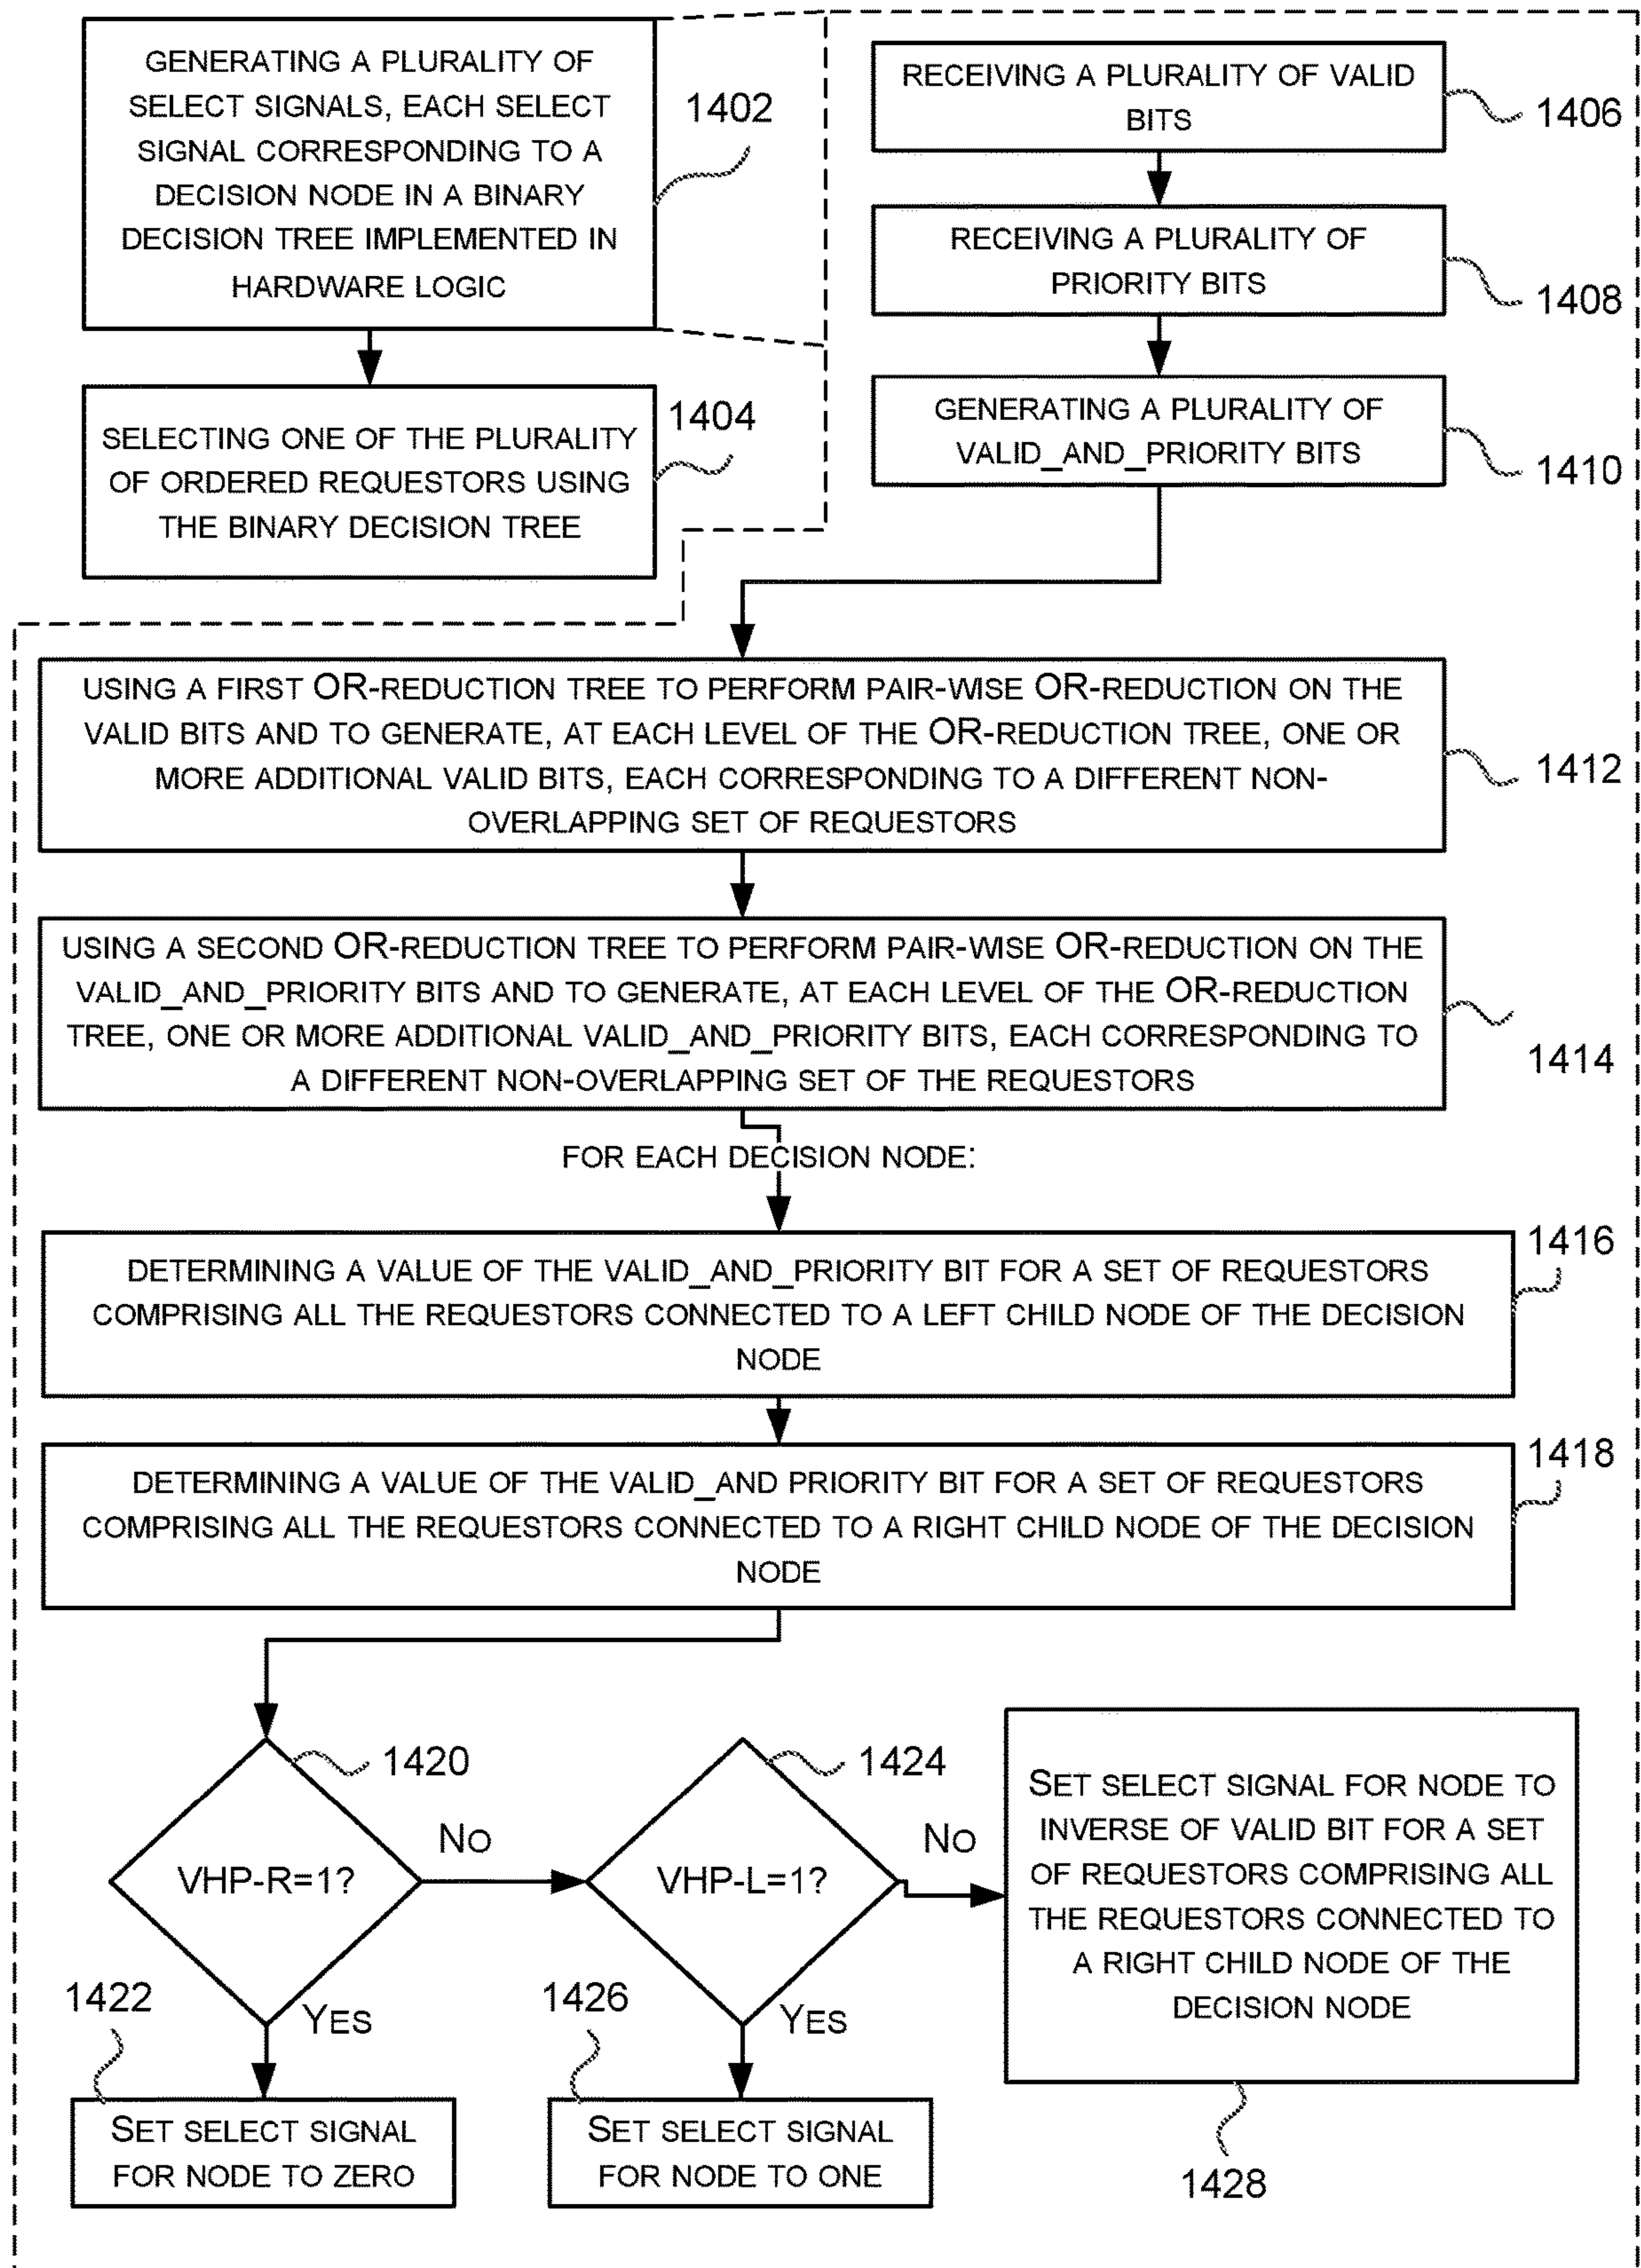 GENERATING A PLURALITY OF
SELECT SIGNALS, EACH SELECT
SIGNAL CORRESPONDING TO A
DECISION NODE IN A BINARY
DECISION TREE IMPLEMENTED IN
HARDWARE LOGIC
1402
SELECTING ONE OF THE PLURALITY
OF ORDERED REQUESTORS USING
THE BINARY DECISION TREE
1404
RECEIVING A PLURALITY OF VALID
BITS
1406
RECEIVING A PLURALITY OF
PRIORITY BITS
1408
GENERATING A PLURALITY OF
VALID_AND_PRIORITY BITS
1410
USING A FIRST OR-REDUCTION TREE TO PERFORM PAIR-WISE OR-REDUCTION ON THE
VALID BITS AND TO GENERATE, AT EACH LEVEL OF THE OR-REDUCTION TREE, ONE OR
MORE ADDITIONAL VALID BITS, EACH CORRESPONDING TO A DIFFERENT NON-
OVERLAPPING SET OF REQUESTORS
1412
USING A SECOND OR-REDUCTION TREE TO PERFORM PAIR-WISE OR-REDUCTION ON THE
VALID_AND_PRIORITY BITS AND TO GENERATE, AT EACH LEVEL OF THE OR-REDUCTION
TREE, ONE OR MORE ADDITIONAL VALID_AND_PRIORITY BITS, EACH CORRESPONDING TO
A DIFFERENT NON-OVERLAPPING SET OF THE REQUESTORS
1414
FOR EACH DECISION NODE:
1416
DETERMINING A VALUE OF THE VALID_AND_PRIORITY BIT FOR A SET OF REQUESTORS
COMPRISING ALL THE REQUESTORS CONNECTED TO A LEFT CHILD NODE OF THE DECISION
NODE
1418
DETERMINING A VALUE OF THE VALID_AND PRIORITY BIT FOR A SET OF REQUESTORS
COMPRISING ALL THE REQUESTORS CONNECTED TO A RIGHT CHILD NODE OF THE DECISION
NODE
1420
VHP-R=1?
NO
YES
1422
SET SELECT SIGNAL
FOR NODE TO ZERO
1424
VHP-L=1?
NO
YES
1426
SET SELECT SIGNAL
FOR NODE TO ONE
SET SELECT SIGNAL FOR NODE TO
INVERSE OF VALID BIT FOR A SET
OF REQUESTORS COMPRISING ALL
THE REQUESTORS CONNECTED TO
A RIGHT CHILD NODE OF THE
DECISION NODE
1428